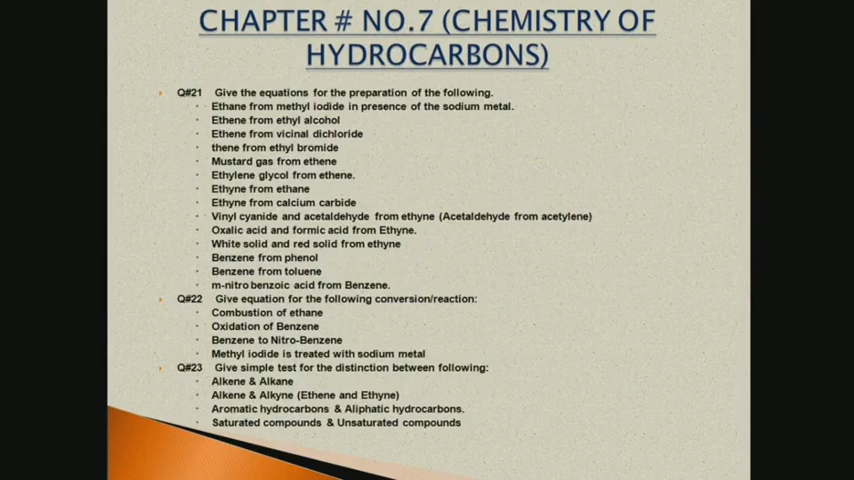 CHAPTER # NO.7 (CHEMISTRY OF
HYDROCARBONS)
Q#21 Give the equations for the preparation of the following.
Ethane from methyl iodide in presence of the sodium metal.
Ethene from ethyl alcohol
Ethene from vicinal dichloride
thene from ethyl bromide
Mustard gas from ethene
Ethylene glycol from ethene.
Ethyne from ethane
Ethyne from calcium carbide
Vinyl cyanide and acetaldehyde from ethyne (Acetaldehyde from acetylene)
Oxalic acid and formic acid from Ethyne.
White solid and red solid from ethyne
Benzene from phenol
Benzene from toluene
m-nitro benzoic acid from Benzene.
Q#22 Give equation for the following conversion/reaction:
Combustion of ethane
Oxidation of Benzene
Benzene to Nitro-Benzene
Methyl iodide is treated with sodium metal
Q#23 Give simple test for the distinction between following:
Alkene & Alkane
Alkene & Alkyne (Ethene and Ethyne)
Aromatic hydrocarbons & Aliphatic hydrocarbons.
Saturated compounds & Unsaturated compounds